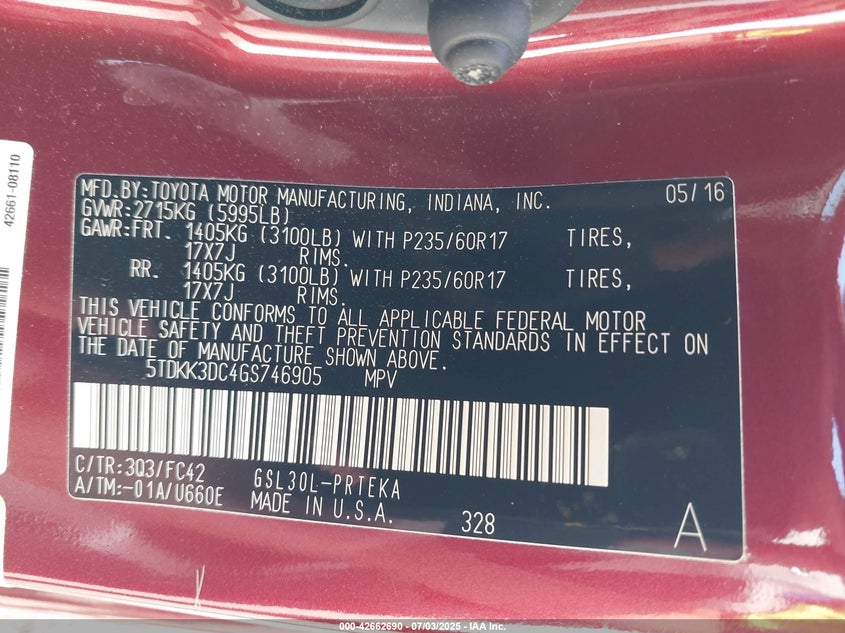 42661-08110
MFD.BY:TOYOTA MOTOR MANUFACTURING, INDIANA, INC. 05/16
GVWR:2715KG (5995LB)
GAWR:FRT. 1405KG (3100LB) WITH P235/60R17 TIRES,
17X7J RIMS.
RR. 1405KG (3100LB) WITH P235/60R17 TIRES,
17X7J RIMS.
THIS VEHICLE CONFORMS TO ALL APPLICABLE FEDERAL MOTOR
VEHICLE SAFETY AND THEFT PREVENTION STANDARDS IN EFFECT ON
THE DATE OF MANUFACTURE SHOWN ABOVE.
5TDKK3DC4GS746905 MPV
C/TR:3Q3/FC42 GSL30L-PRTEKA
A/TM:-01A/U660E MADE IN U.S.A. 328 A
000-42662690 - 07/03/2025 - IAA Inc.